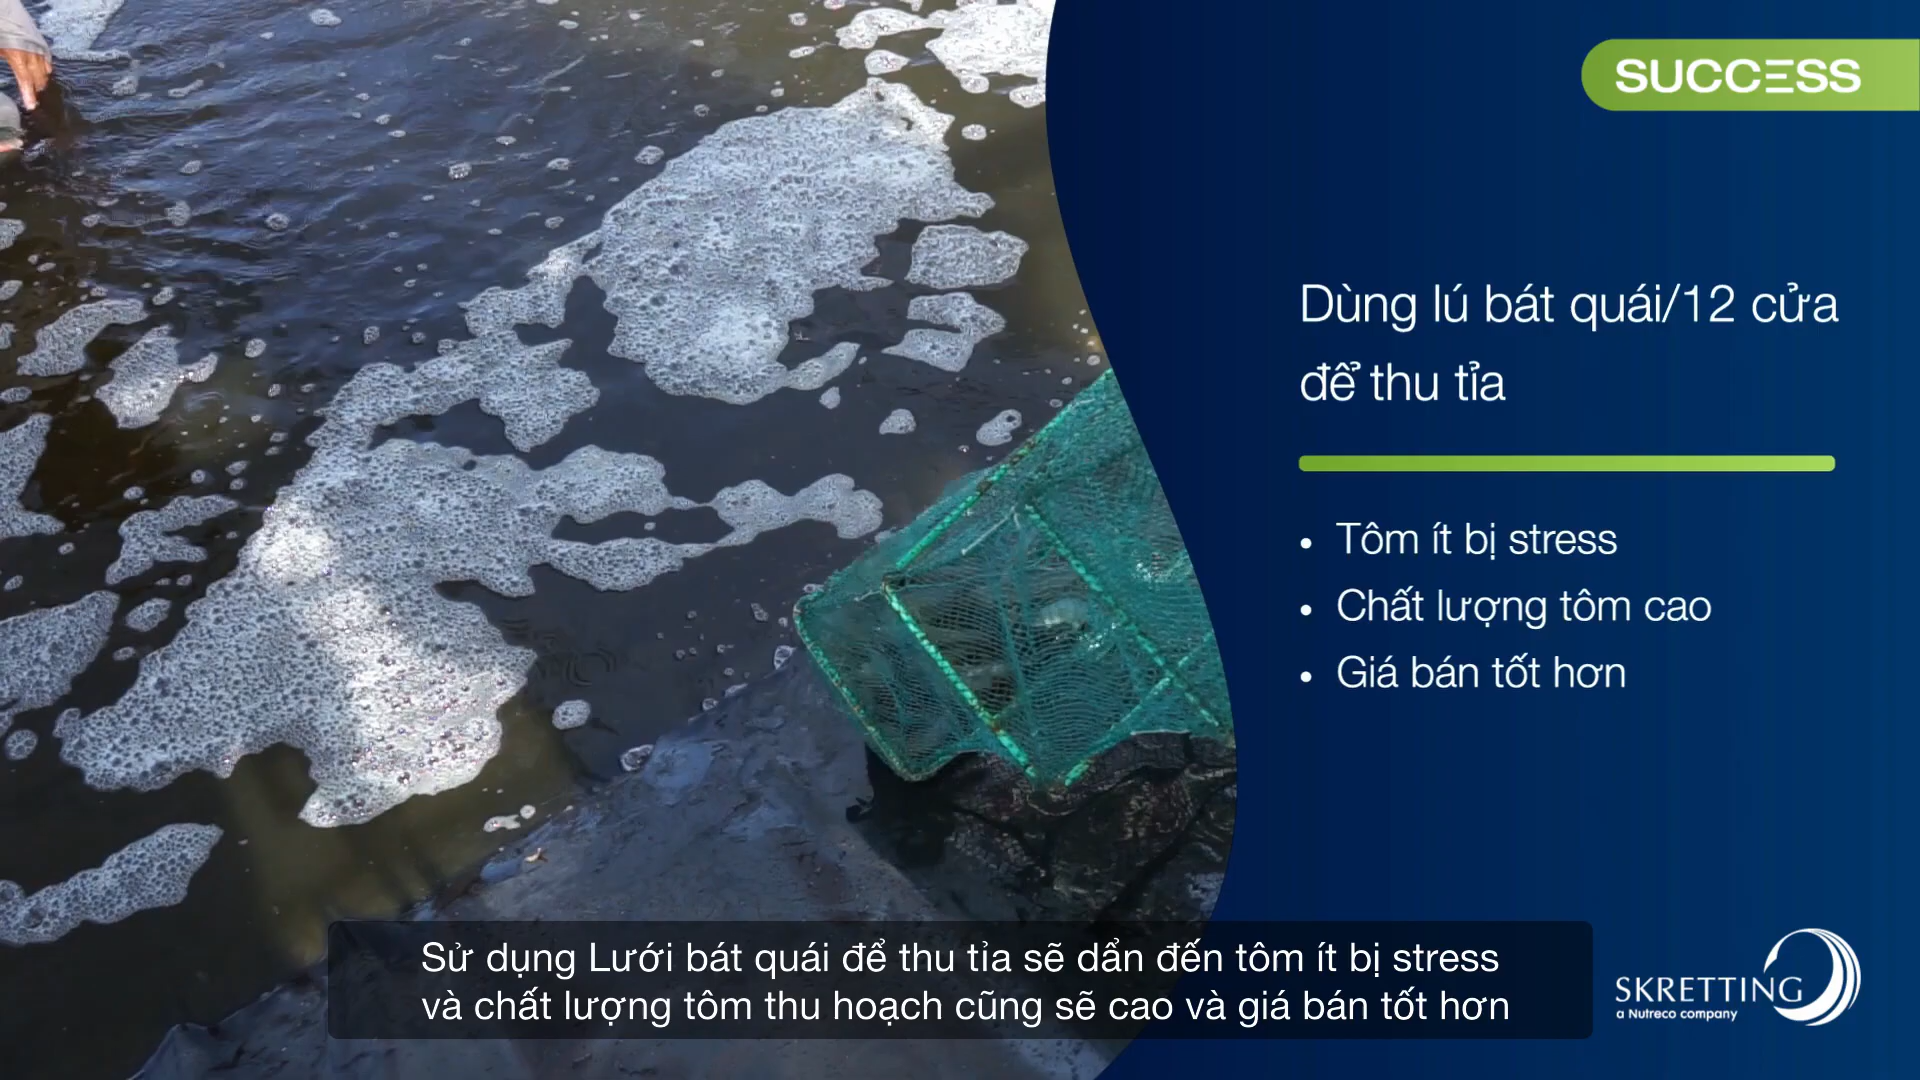 SUCCESS
Dùng lú bát quái/12 cửa
để thu tỉa
• Tôm ít bị stress
• Chất lượng tôm cao
• Giá bán tốt hơn
Sử dụng Lưới bát quái để thu tỉa sẽ dẩn đến tôm ít bị stress
và chất lượng tôm thu hoạch cũng sẽ cao và giá bán tốt hơn
SKRETTING
a Nutreco company